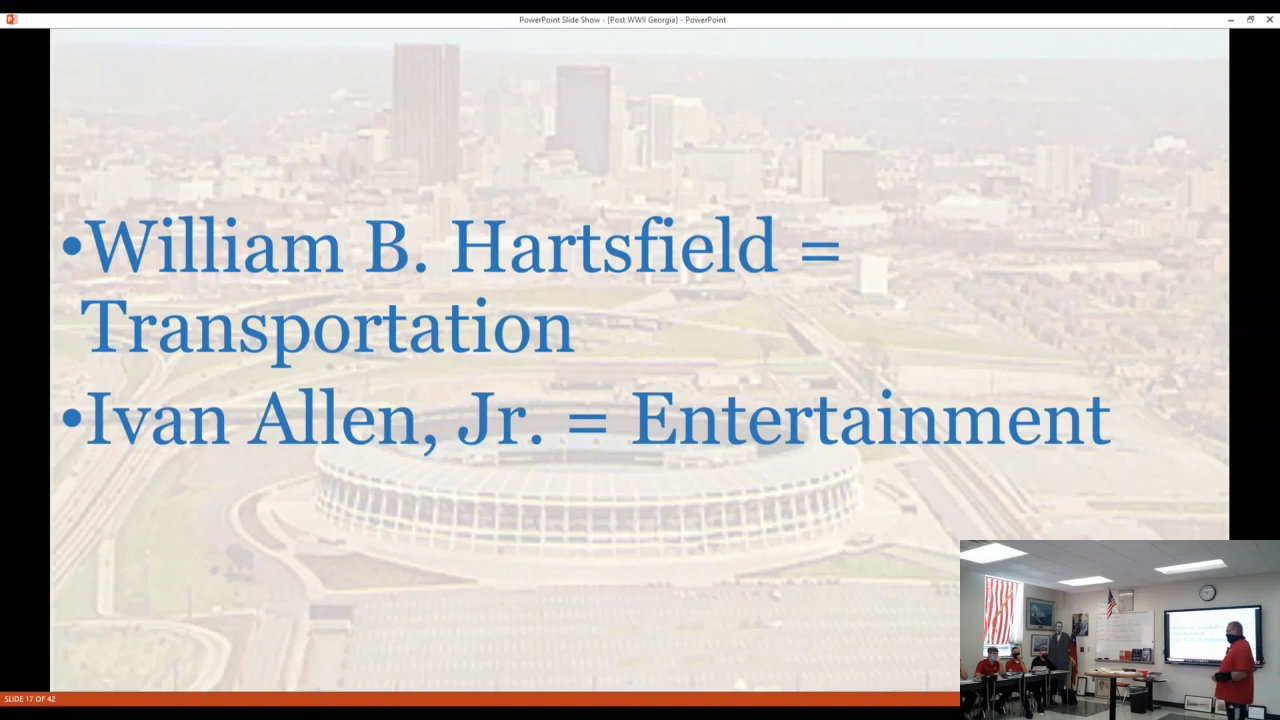 PowerPoint Slide Show - [Post WWII Georgia] - PowerPoint
•William B. Hartsfield =
Transportation
•Ivan Allen, Jr. = Entertainment
SLIDE 17 OF 42